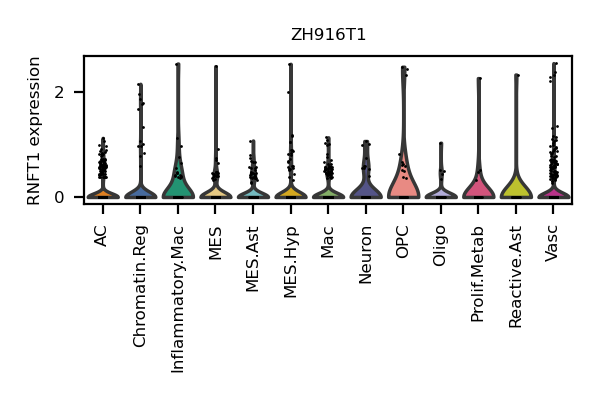 ZH916T1
RNFT1 expression
2
0
AC
Chromatin.Reg
Inflammatory.Mac
MES
MES.Ast
MES.Hyp
Mac
Neuron
OPC
Oligo
Prolif.Metab
Reactive.Ast
Vasc